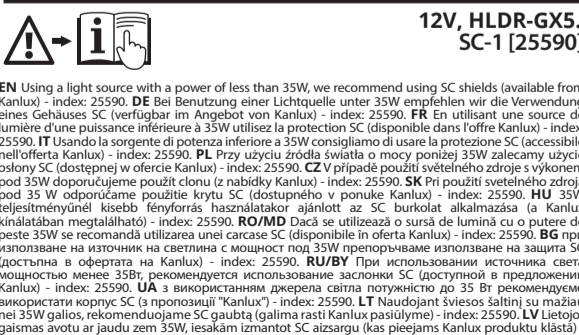 12V, HLDR-GX5.
SC-1 [25590]
EN Using a light source with a power of less than 35W, we recommend using SC shields (available from
Kanlux) - index: 25590. DE Bei Benutzung einer Lichtquelle unter 35W empfehlen wir die Verwendung
eines Gehäuses SC (verfügbar im Angebot von Kanlux) - index: 25590. FR En utilisant une source de
lumière d'une puissance inférieure à 35W utilisez la protection SC (disponible dans l'offre Kanlux) - index:
25590. IT Usando la sorgente di potenza inferiore a 35W consigliamo di usare la protezione SC (accessibile
nell'offerta Kanlux) - index: 25590. PL Przy użyciu źródła światła o mocy poniżej 35W zalecamy użycie
osłony SC (dostępnej w ofercie Kanlux) - index: 25590. CZ V případě použití světelného zdroje s výkonem
pod 35W doporučujeme použít clonu (z nabídky Kanlux) - index: 25590. SK Pri použití svetelného zdroja
pod 35 W odporúčame použitie krytu SC (dostupného v ponuke Kanlux) - index: 25590. HU 35W
teljesítményűnél kisebb fényforrás használatakor ajánlott az SC burkolat alkalmazása (a Kanlux
kínálatában megtalálható) - index: 25590. RO/MD Dacă se utilizează o sursă de lumină cu o putere de
peste 35W se recomandă utilizarea unei carcase SC (disponibile în oferta Kanlux) - index: 25590. BG при
използване на източник на светлина с мощност под 35W препоръчваме използване на защита SC
(достъпна в офертата на Kanlux) - index: 25590. RU/BY При использовании источника света
мощностью менее 35Вт, рекомендуется использование заслонки SC (доступной в предложении
Kanlux) - index: 25590. UA з використанням джерела світла потужністю до 35 Вт рекомендуємо
використати корпус SC (з пропозиції "Kanlux") - index: 25590. LT Naudojant šviesos šaltinį su mažiau
nei 35W galios, rekomenduojame SC gaubtą (galima rasti Kanlux pasiūlyme) - index: 25590. LV Lietojot
gaismas avotu ar jaudu zem 35W, iesakām izmantot SC aizsargu (kas pieejams Kanlux produktu klāstā)